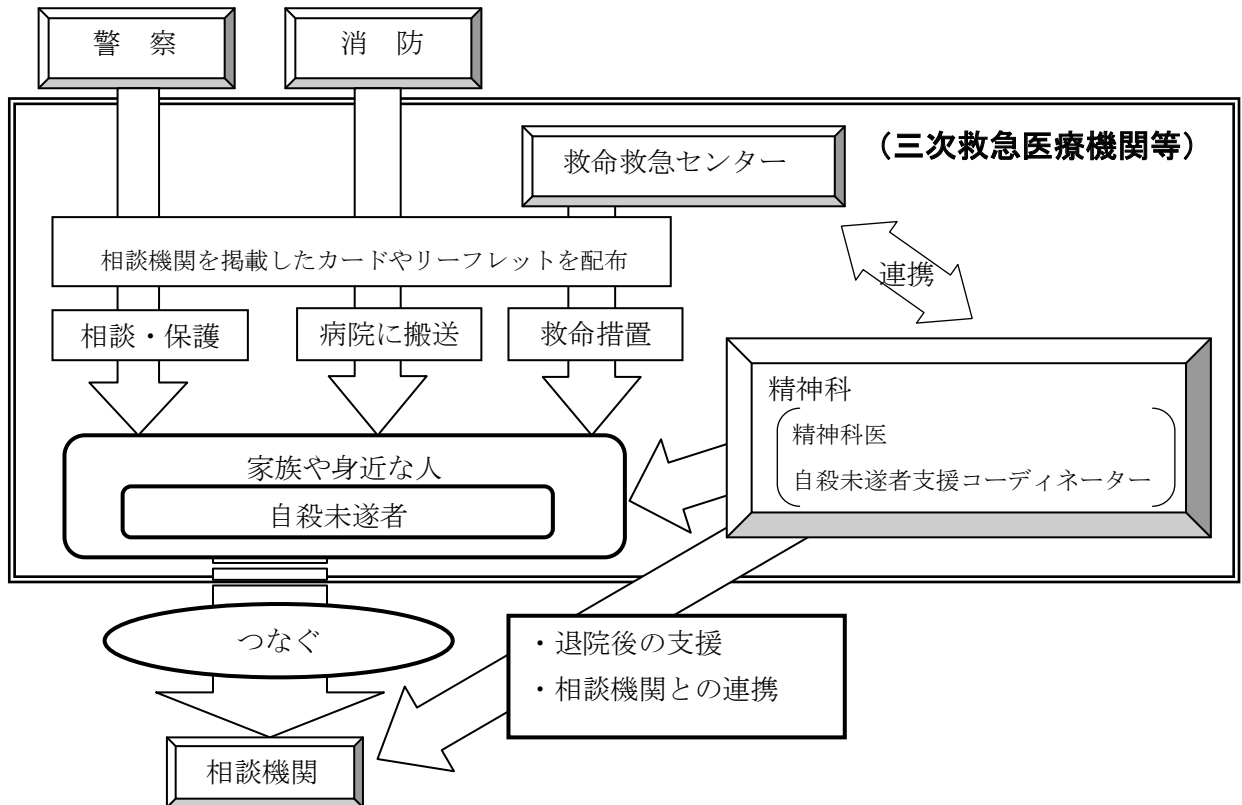 警　察
消　防
救命救急センター
（三次救急医療機関等）
相談機関を掲載したカードやリーフレットを配布
連携
相談・保護
病院に搬送
救命措置
精神科
精神科医
自殺未遂者支援コーディネーター
家族や身近な人
自殺未遂者
つなぐ
・退院後の支援
・相談機関との連携
相談機関